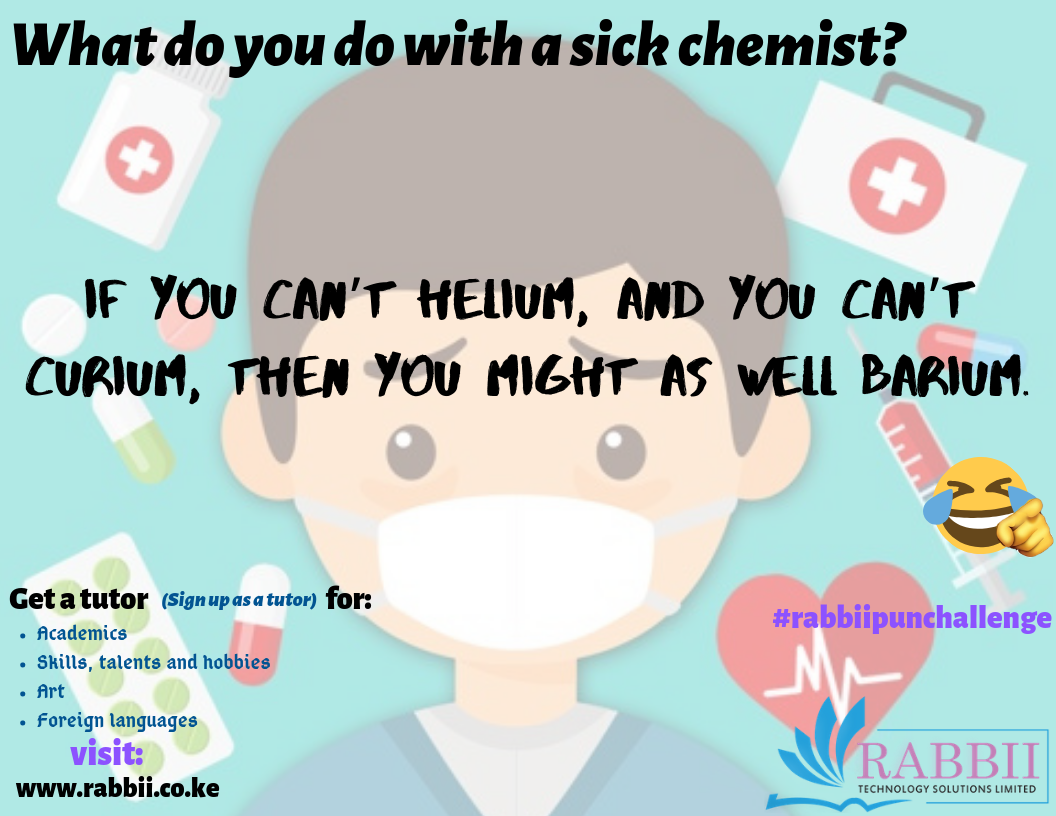 What do you do with a sick chemist?
IF YOU CAN'T HELIUM, AND YOU CAN'T
CURIUM, THEN YOU MIGHT AS WELL BARIUM.
Get a tutor (Sign up as a tutor) for:
• Academics
• Skills, talents and hobbies
• Art
• Foreign languages
visit:
www.rabbii.co.ke
#rabbiipunchallenge
RABBII
TECHNOLOGY SOLUTIONS LIMITED